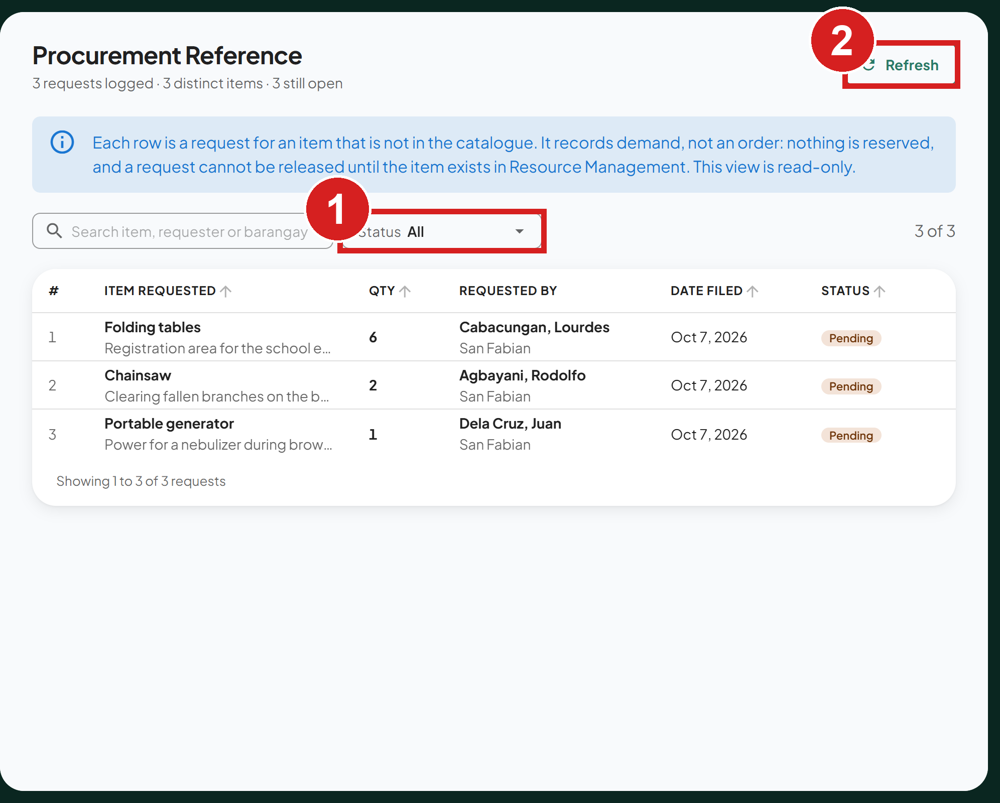 Procurement Reference
2
Refresh
3 requests logged · 3 distinct items · 3 still open
Each row is a request for an item that is not in the catalogue. It records demand, not an order: nothing is reserved,
and a request cannot be released until the item exists in Resource Management. This view is read-only.
1
Search item, requester or barangay
Status All
3 of 3
# ITEM REQUESTED QTY REQUESTED BY DATE FILED STATUS
1 Folding tables 6 Cabacungan, Lourdes Oct 7, 2026 Pending
Registration area for the school e... San Fabian
2 Chainsaw 2 Agbayani, Rodolfo Oct 7, 2026 Pending
Clearing fallen branches on the b... San Fabian
3 Portable generator 1 Dela Cruz, Juan Oct 7, 2026 Pending
Power for a nebulizer during brow... San Fabian
Showing 1 to 3 of 3 requests